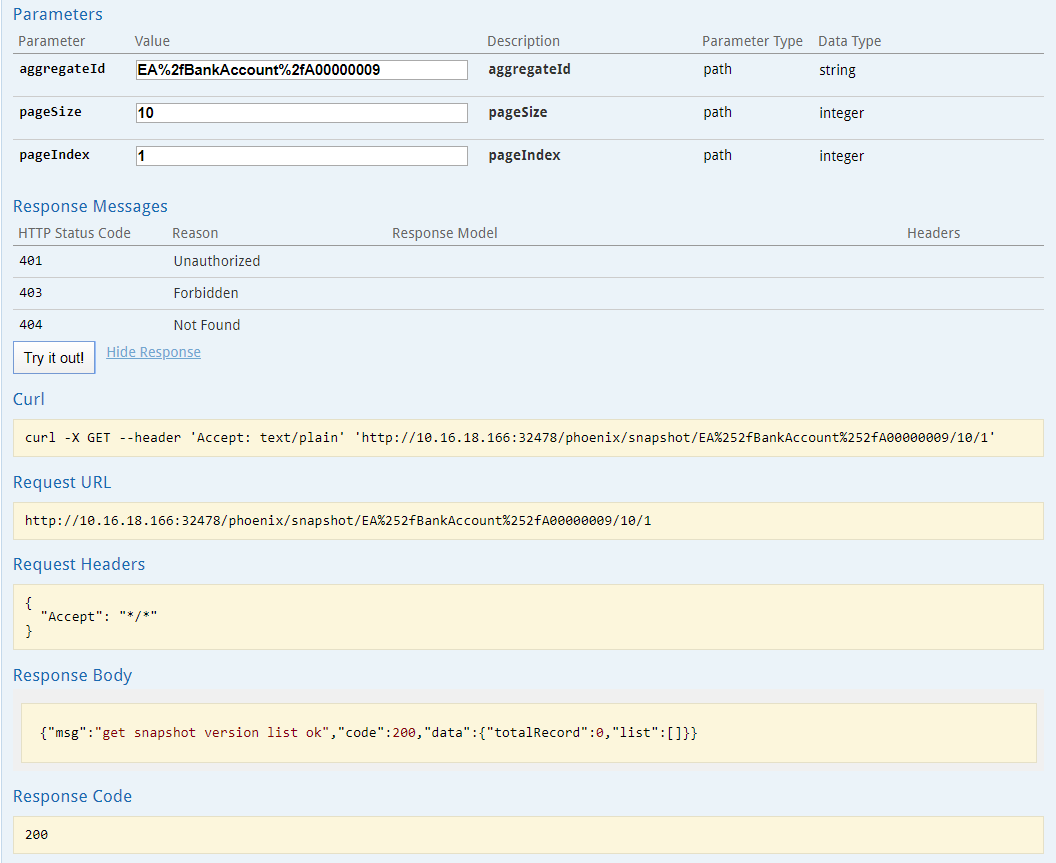 Parameters
Parameter Value Description Parameter Type Data Type
aggregateId EA%2fBankAccount%2fA00000009 aggregateId path string
pageSize 10 pageSize path integer
pageIndex 1 pageIndex path integer
Response Messages
HTTP Status Code Reason Response Model Headers
401 Unauthorized
403 Forbidden
404 Not Found
Try it out! Hide Response
Curl
curl -X GET --header 'Accept: text/plain' 'http://10.16.18.166:32478/phoenix/snapshot/EA%252fBankAccount%252fA00000009/10/1'
Request URL
http://10.16.18.166:32478/phoenix/snapshot/EA%252fBankAccount%252fA00000009/10/1
Request Headers
{
"Accept": "*/*"
}
Response Body
{"msg":"get snapshot version list ok","code":200,"data":{"totalRecord":0,"list":[]}}
Response Code
200